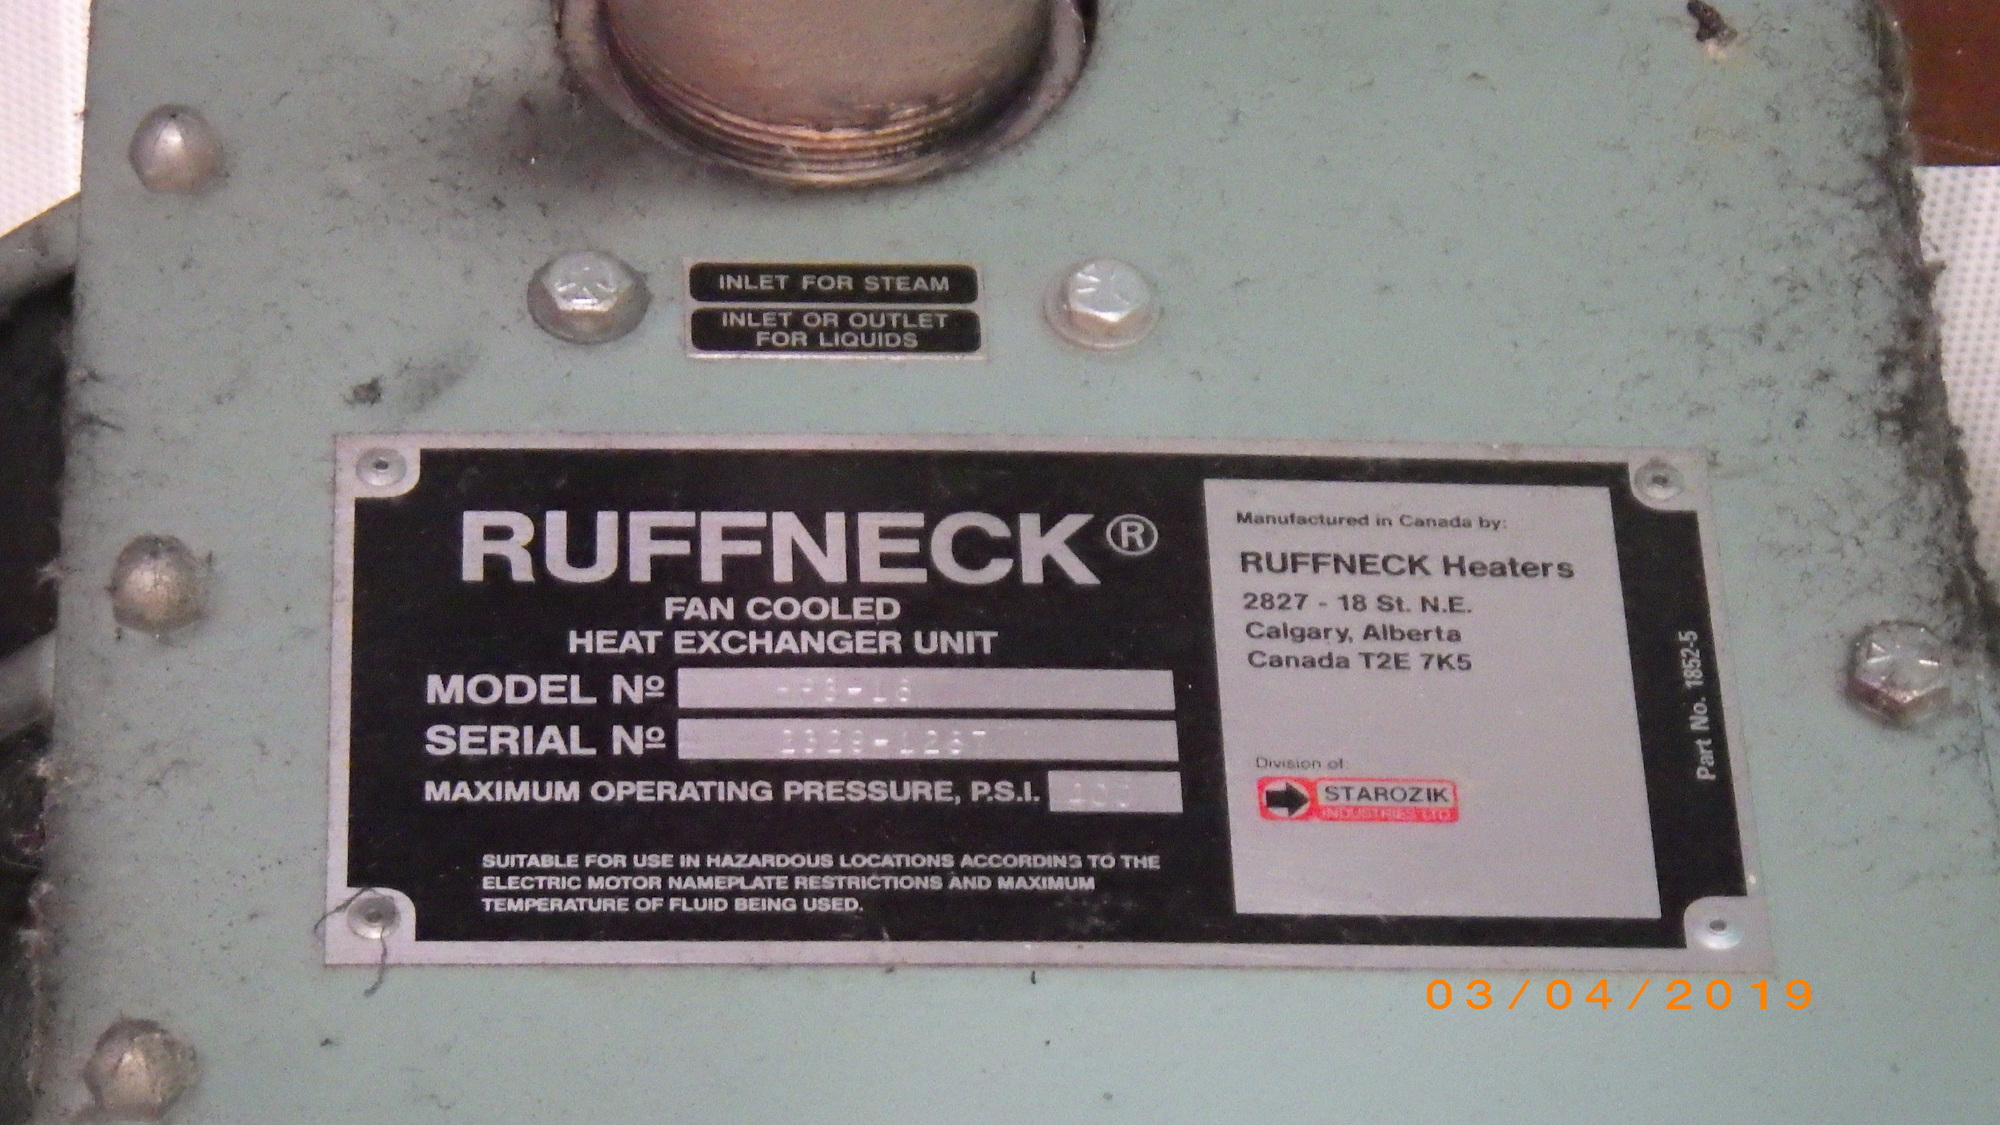 INLET FOR STEAM
INLET OR OUTLET
FOR LIQUIDS
RUFFNECK®
FAN COOLED
HEAT EXCHANGER UNIT
MODEL Nº
SERIAL Nº
MAXIMUM OPERATING PRESSURE, P.S.I.
SUITABLE FOR USE IN HAZARDOUS LOCATIONS ACCORDING TO THE
ELECTRIC MOTOR NAMEPLATE RESTRICTIONS AND MAXIMUM
TEMPERATURE OF FLUID BEING USED.
Manufactured in Canada by:
RUFFNECK Heaters
2827 - 18 St. N.E.
Calgary, Alberta
Canada T2E 7K5
Division of:
STAROZIK
INDUSTRIES LTD.
Part No. 1852-5
03/04/2019